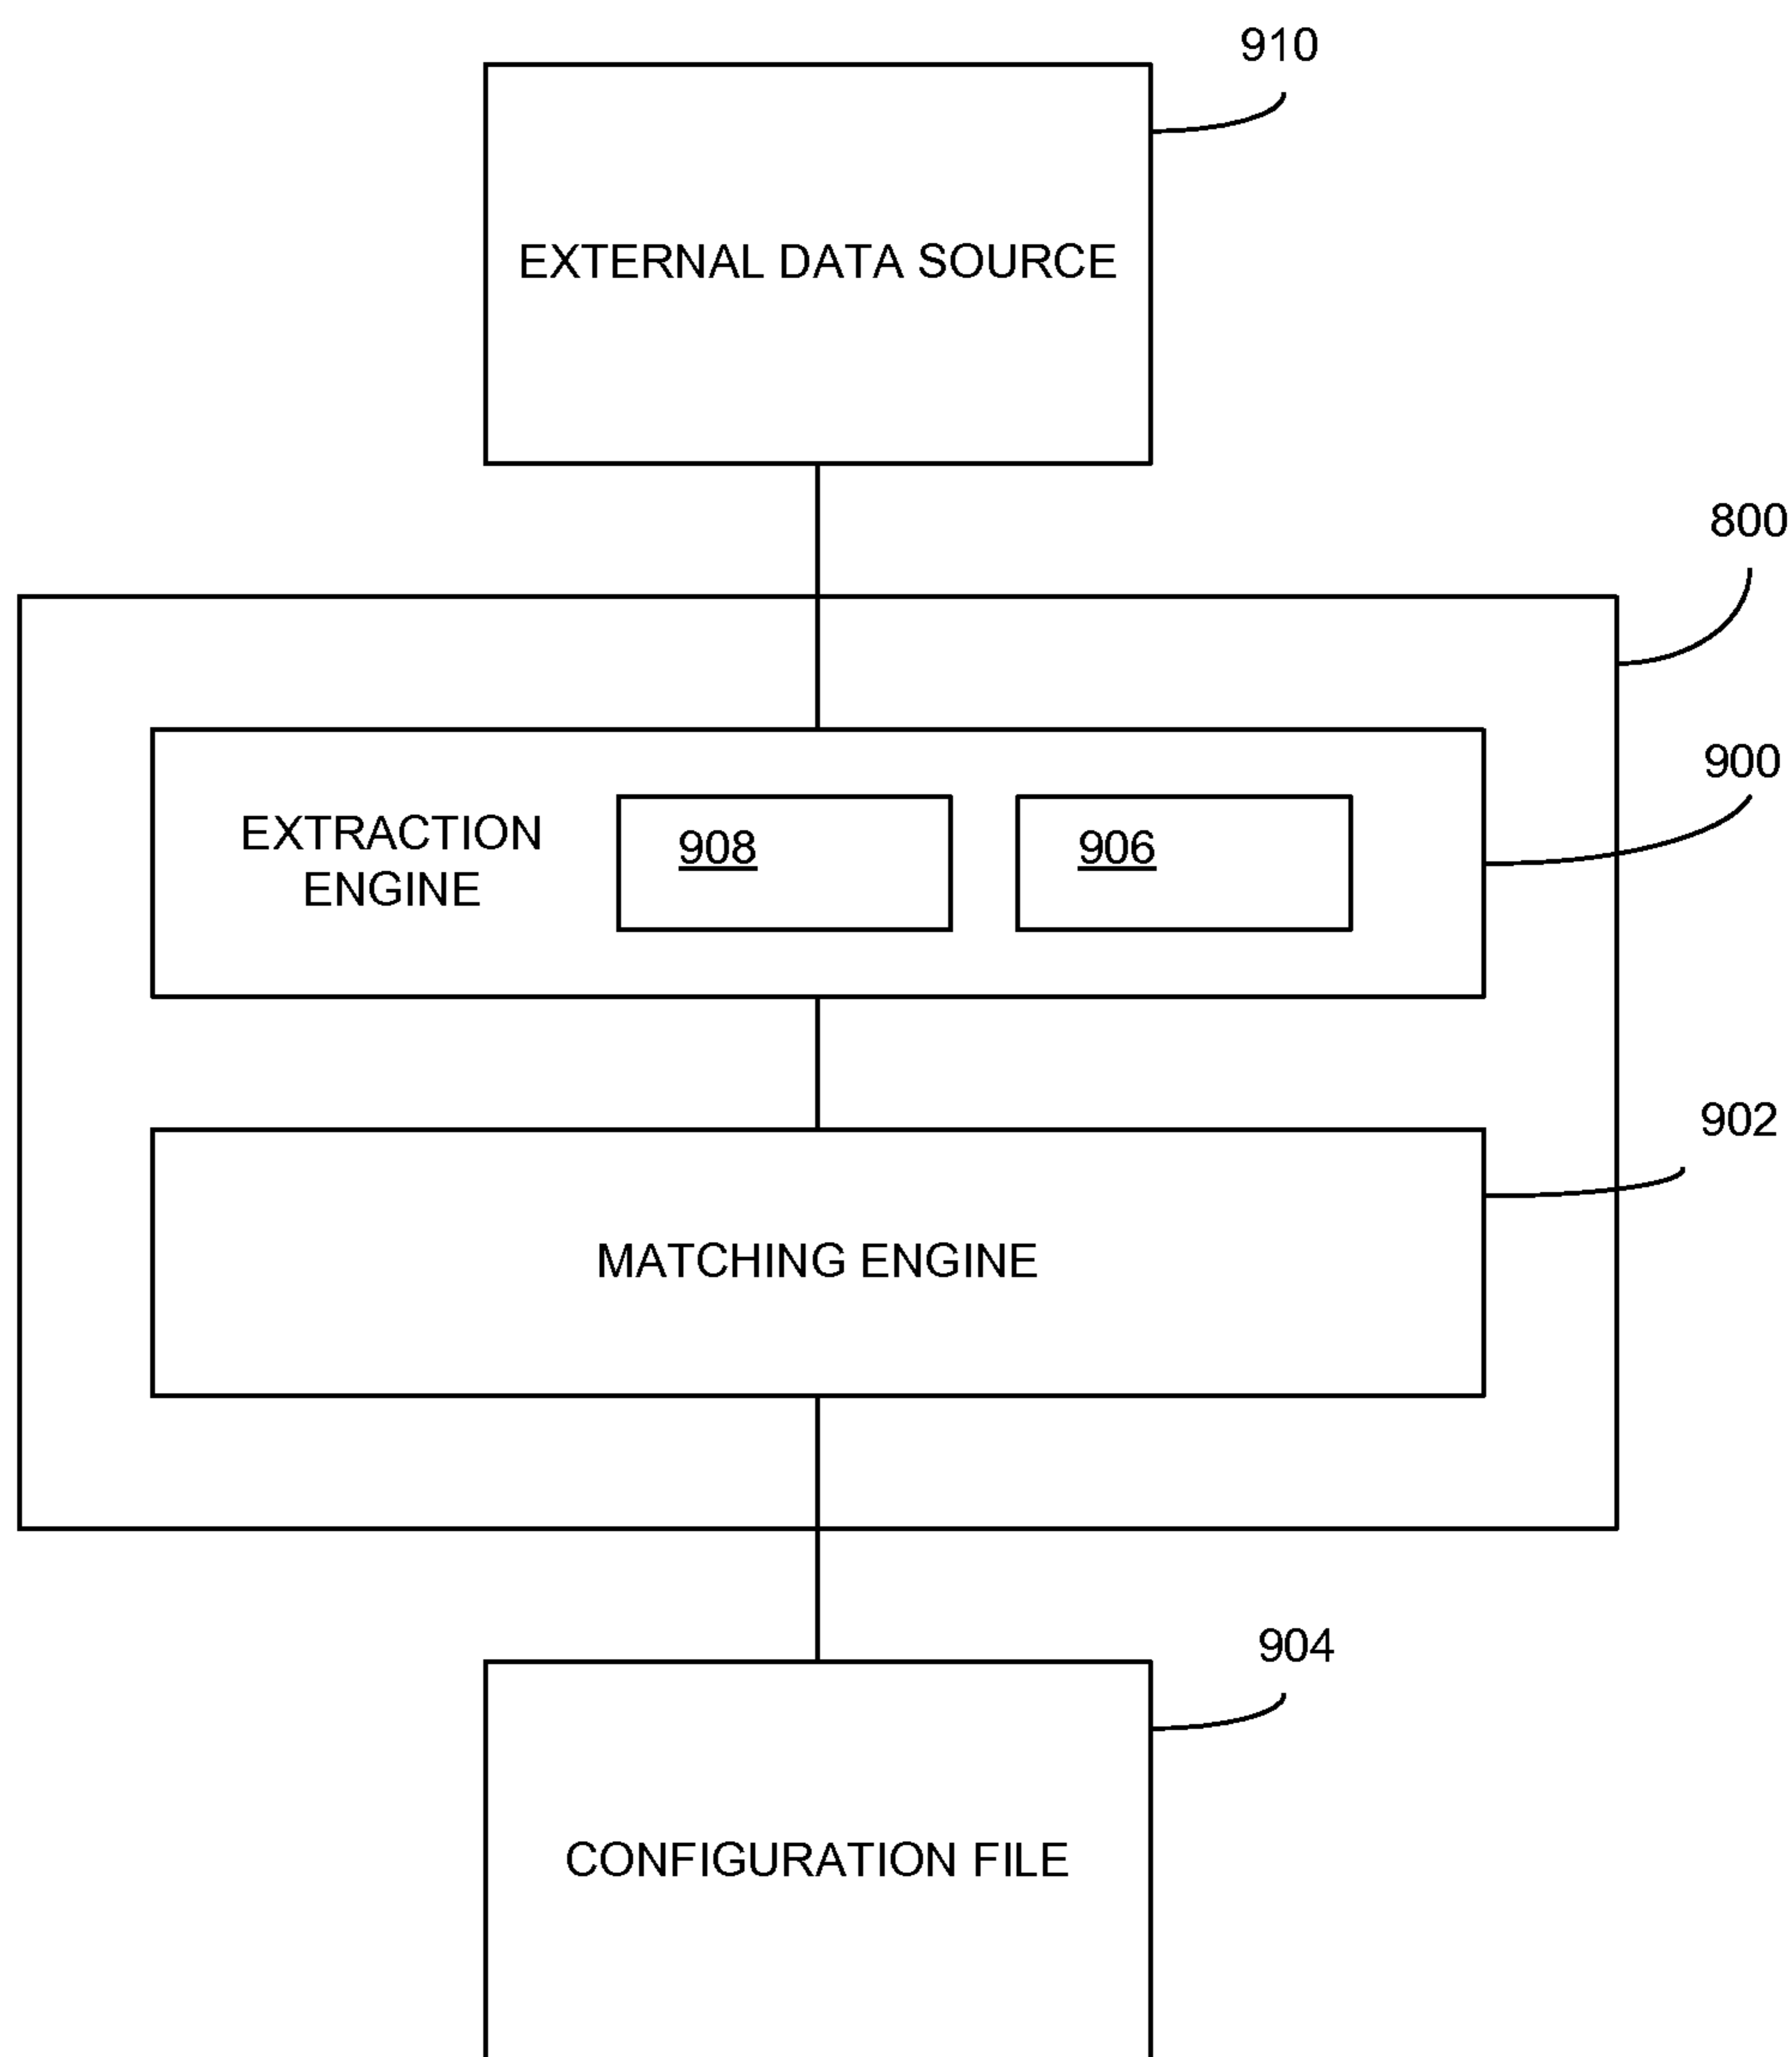 910
EXTERNAL DATA SOURCE
800
900
EXTRACTION
ENGINE
908
906
902
MATCHING ENGINE
904
CONFIGURATION FILE